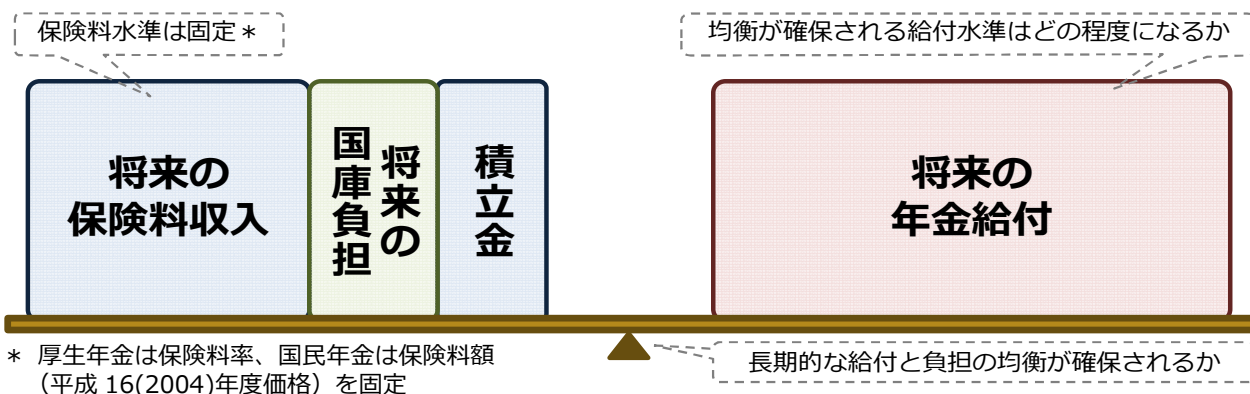 保険料水準は固定＊
均衡が確保される給付水準はどの程度になるか
将来の
保険料収入
将来の
国庫負担
積立金
将来の
年金給付
＊ 厚生年金は保険料率、国民年金は保険料額
（平成 16(2004)年度価格）を固定
長期的な給付と負担の均衡が確保されるか